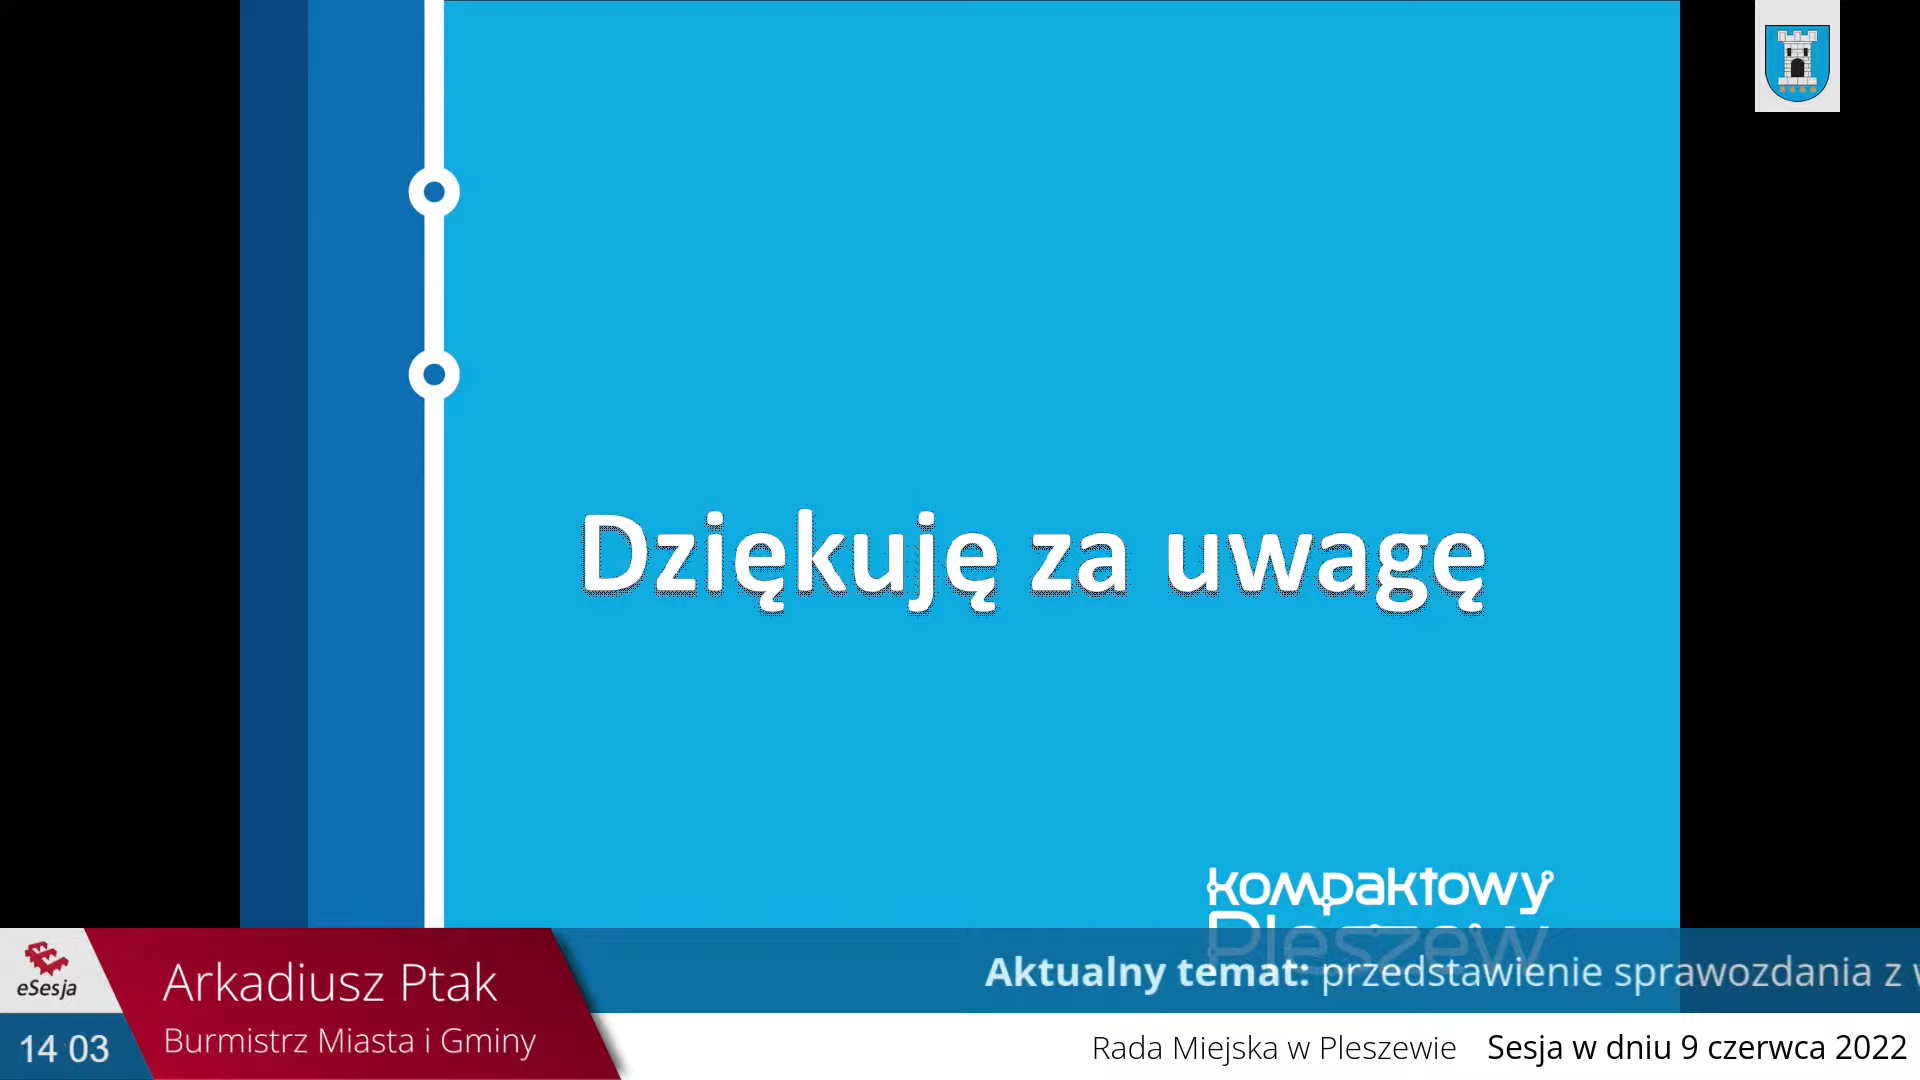 Dziękuję za uwagę
kompaktowy
Pleszew
eSesja
Arkadiusz Ptak
Burmistrz Miasta i Gminy
14 03
Aktualny temat: przedstawienie sprawozdania z
Rada Miejska w Pleszewie Sesja w dniu 9 czerwca 2022